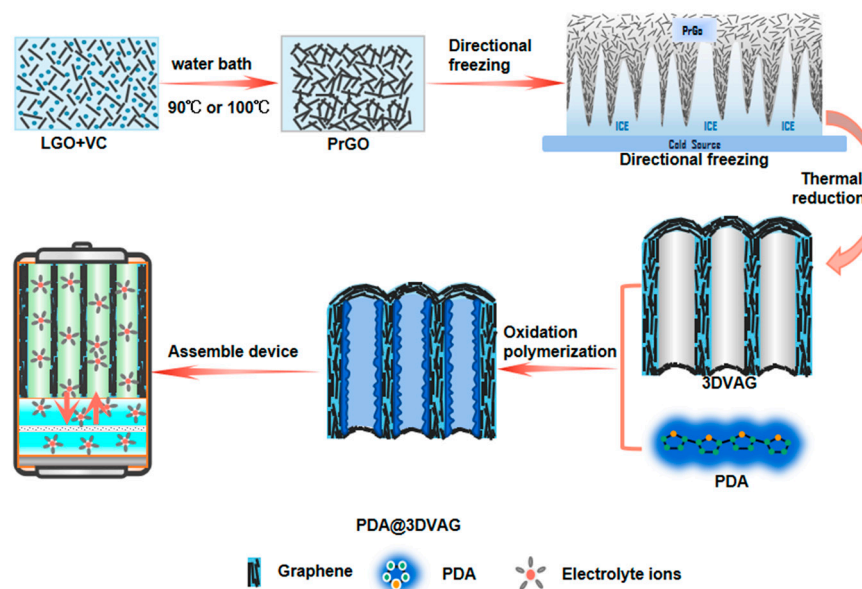 LGO+VC
water bath
90℃ or 100℃
PrGO
Directional
freezing
PrGo
ICE ICE ICE
Cold Source
Directional freezing
Thermal
reduction
3DVAG
PDA
Oxidation
polymerization
Assemble device
PDA@3DVAG
Graphene
PDA
Electrolyte ions